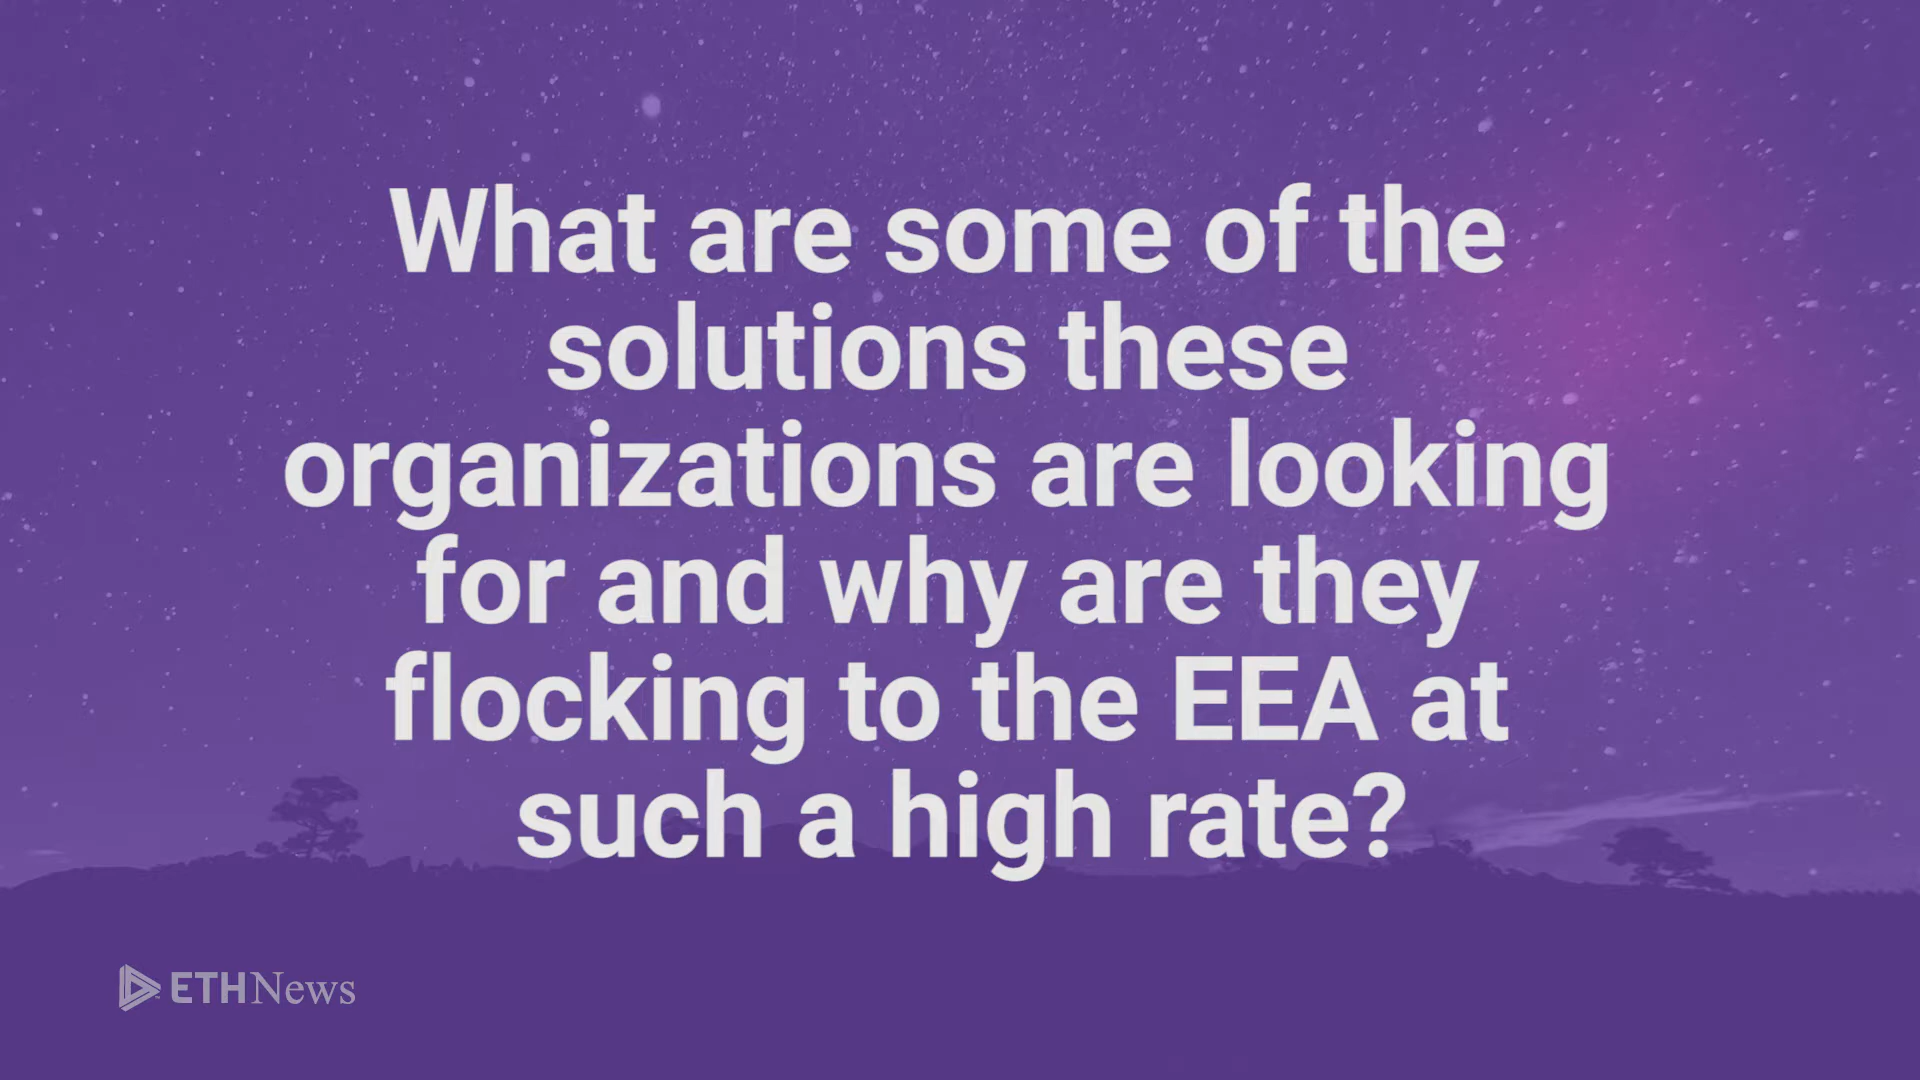 What are some of the
solutions these
organizations are looking
for and why are they
flocking to the EEA at
such a high rate?
ETHNews